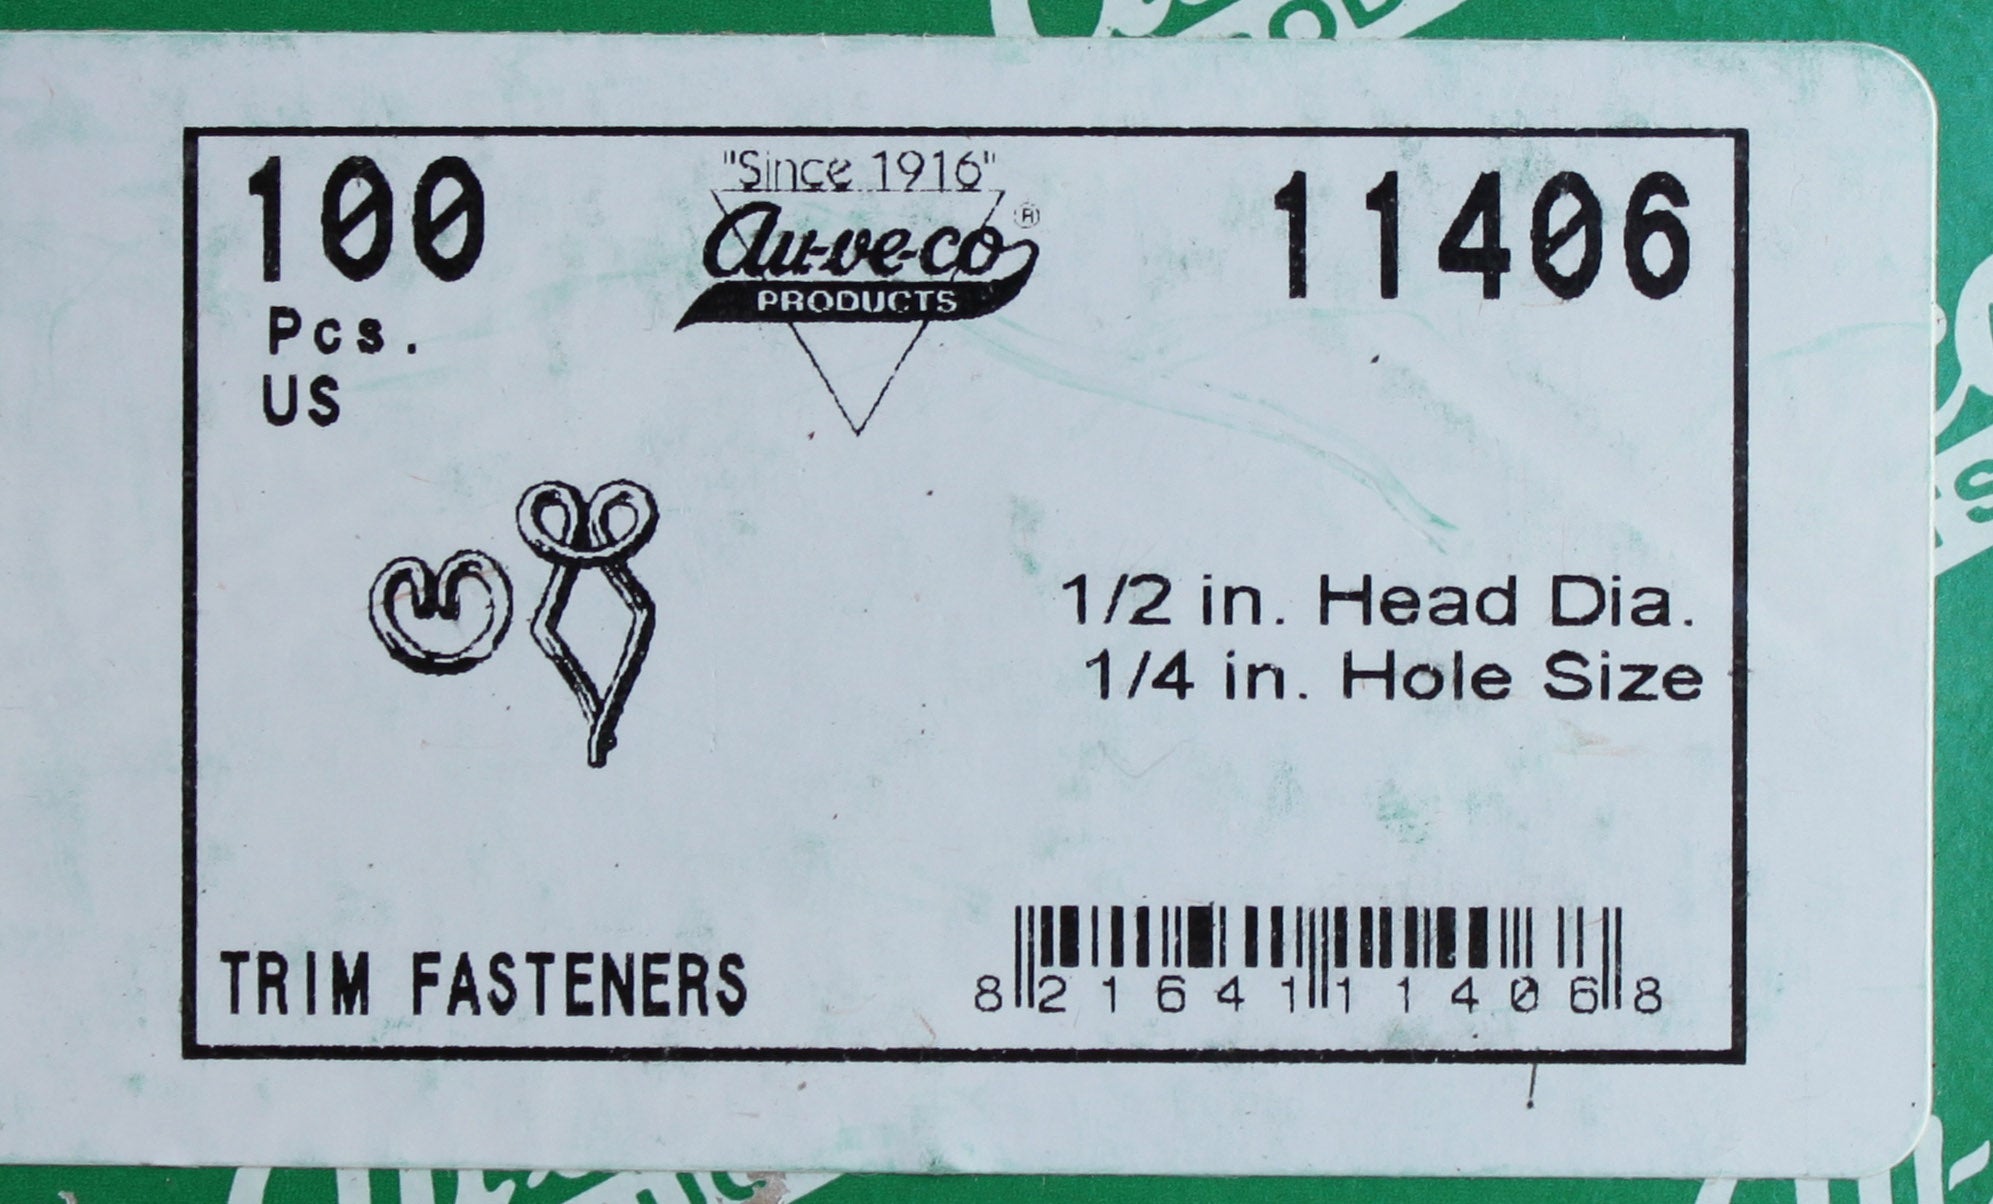 100
Pcs.
US
"Since 1916"
Au-ve-co®
PRODUCTS
11406
1/2 in. Head Dia.
1/4 in. Hole Size
TRIM FASTENERS
8 21641 11406 8